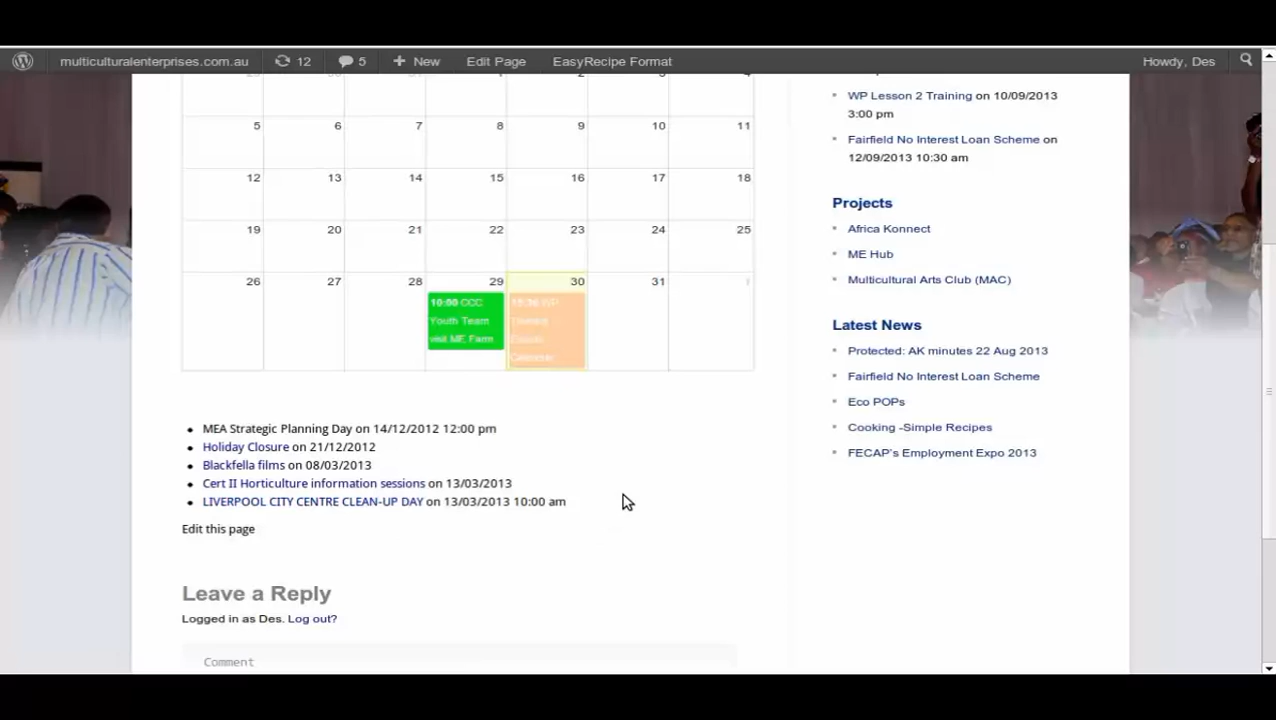 multiculturalenterprises.com.au 12 5 New Edit Page EasyRecipe Format Howdy, Des
5 6 7 8 9 10 11
12 13 14 15 16 17 18
19 20 21 22 23 24 25
26 27 28 29 30 31 1
10:00 CCC
Youth Team
visit ME Farm
WP
Training
Events
Calendar
MEA Strategic Planning Day on 14/12/2012 12:00 pm
Holiday Closure on 21/12/2012
Blackfella films on 08/03/2013
Cert II Horticulture information sessions on 13/03/2013
LIVERPOOL CITY CENTRE CLEAN-UP DAY on 13/03/2013 10:00 am
Edit this page
Leave a Reply
Logged in as Des. Log out?
Comment
WP Lesson 2 Training on 10/09/2013
3:00 pm
Fairfield No Interest Loan Scheme on
12/09/2013 10:30 am
Projects
Africa Konnect
ME Hub
Multicultural Arts Club (MAC)
Latest News
Protected: AK minutes 22 Aug 2013
Fairfield No Interest Loan Scheme
Eco POPs
Cooking -Simple Recipes
FECAP's Employment Expo 2013